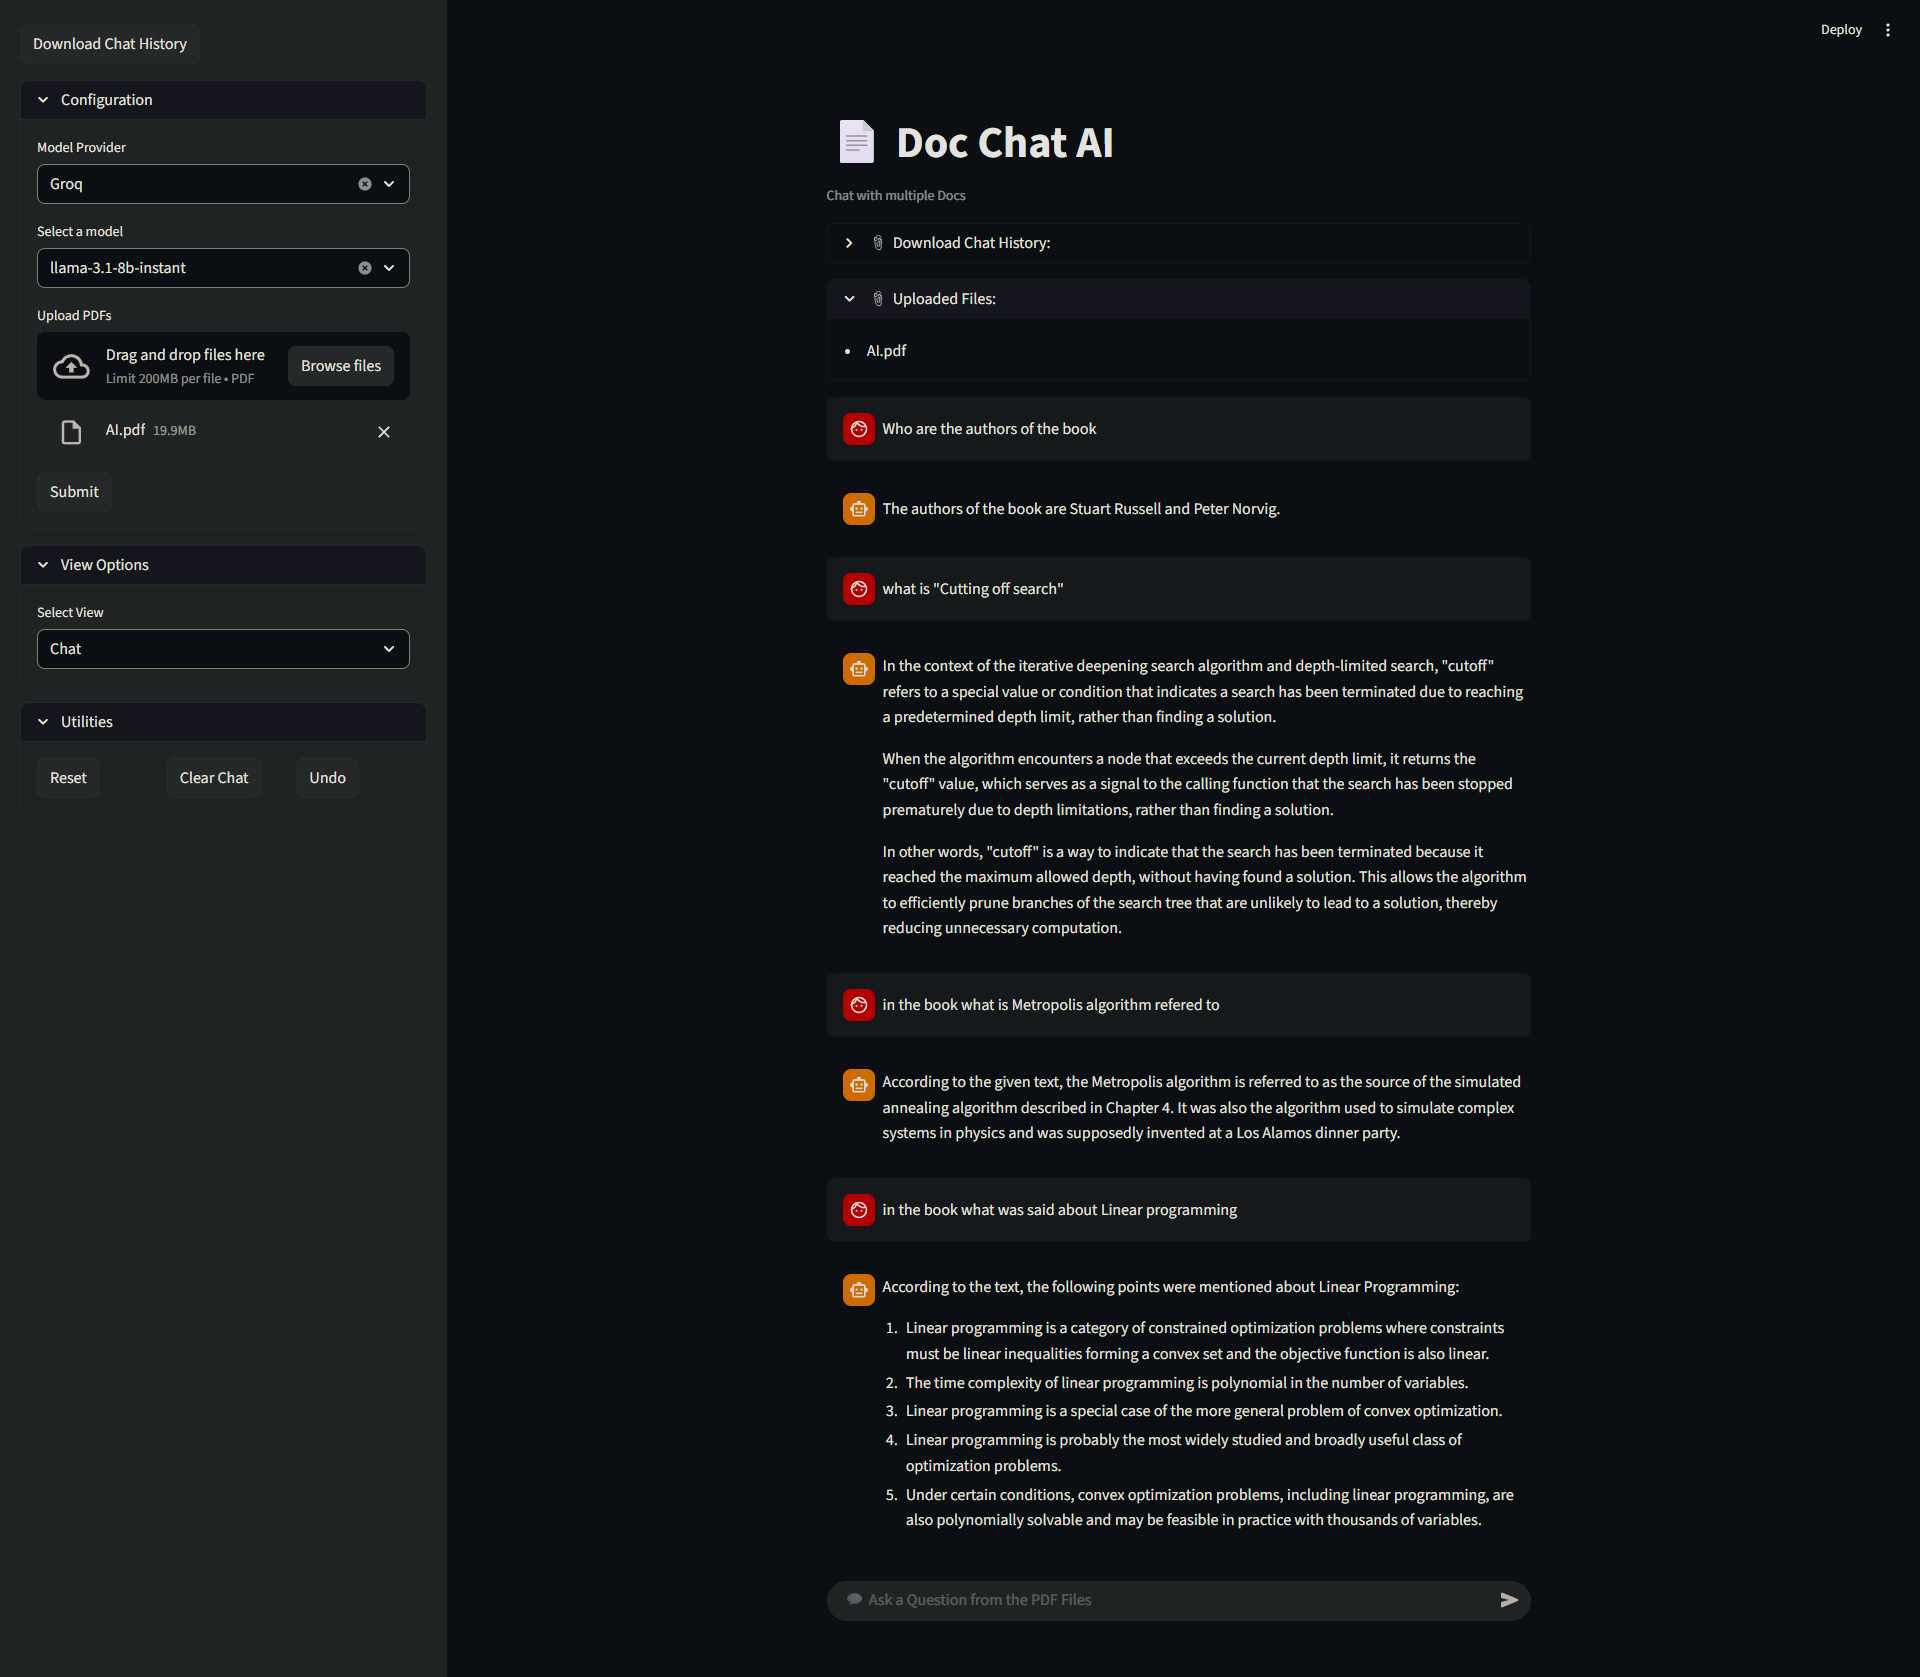 Download Chat History
Configuration
Model Provider
Groq
Select a model
llama-3.1-8b-instant
Upload PDFs
Drag and drop files here
Limit 200MB per file • PDF
Browse files
AI.pdf 19.9MB
Submit
View Options
Select View
Chat
Utilities
Reset
Clear Chat
Undo
Deploy
Doc Chat AI
Chat with multiple Docs
Download Chat History:
Uploaded Files:
• AI.pdf
Who are the authors of the book
The authors of the book are Stuart Russell and Peter Norvig.
what is "Cutting off search"
In the context of the iterative deepening search algorithm and depth-limited search, "cutoff"
refers to a special value or condition that indicates a search has been terminated due to reaching
a predetermined depth limit, rather than finding a solution.
When the algorithm encounters a node that exceeds the current depth limit, it returns the
"cutoff" value, which serves as a signal to the calling function that the search has been stopped
prematurely due to depth limitations, rather than finding a solution.
In other words, "cutoff" is a way to indicate that the search has been terminated because it
reached the maximum allowed depth, without having found a solution. This allows the algorithm
to efficiently prune branches of the search tree that are unlikely to lead to a solution, thereby
reducing unnecessary computation.
in the book what is Metropolis algorithm refered to
According to the given text, the Metropolis algorithm is referred to as the source of the simulated
annealing algorithm described in Chapter 4. It was also the algorithm used to simulate complex
systems in physics and was supposedly invented at a Los Alamos dinner party.
in the book what was said about Linear programming
According to the text, the following points were mentioned about Linear Programming:
1. Linear programming is a category of constrained optimization problems where constraints
must be linear inequalities forming a convex set and the objective function is also linear.
2. The time complexity of linear programming is polynomial in the number of variables.
3. Linear programming is a special case of the more general problem of convex optimization.
4. Linear programming is probably the most widely studied and broadly useful class of
optimization problems.
5. Under certain conditions, convex optimization problems, including linear programming, are
also polynomially solvable and may be feasible in practice with thousands of variables.
Ask a Question from the PDF Files